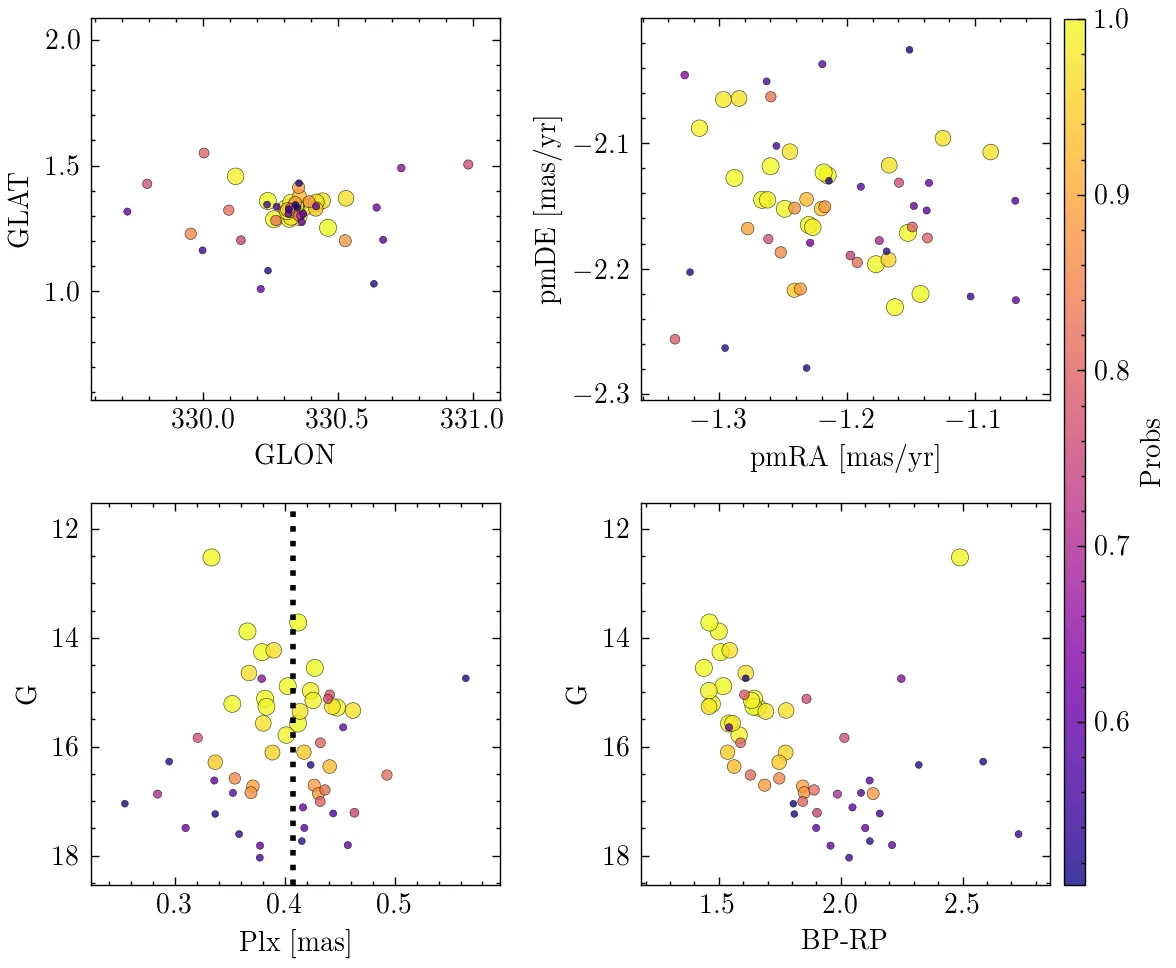 2.0
1.5
1.0
GLAT
330.0 330.5 331.0
GLON
−2.1
−2.2
−2.3
pmDE [mas/yr]
−1.3 −1.2 −1.1
pmRA [mas/yr]
1.0
0.9
0.8
0.7
0.6
Probs
12
14
16
18
G
0.3 0.4 0.5
Plx [mas]
12
14
16
18
G
1.5 2.0 2.5
BP-RP